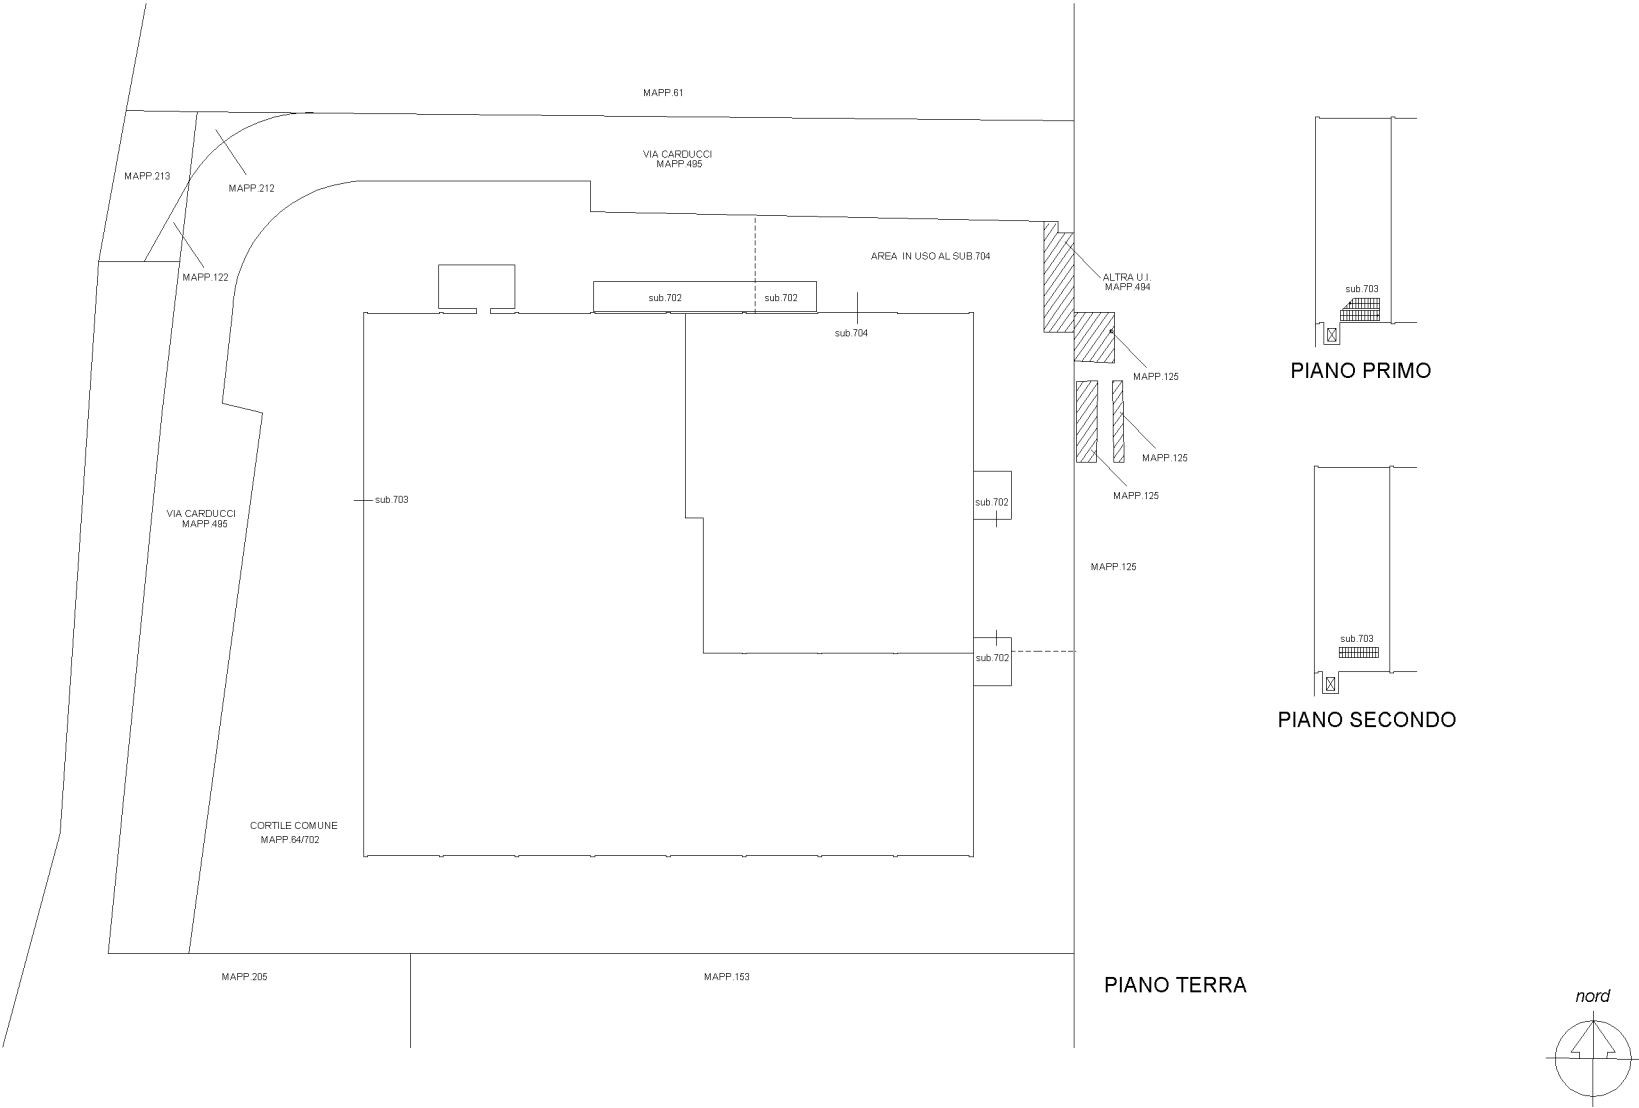 MAPP.61
VIA CARDUCCI
MAPP.495
MAPP.213
MAPP.212
MAPP.122
AREA IN USO AL SUB.704
ALTRA U.I.
MAPP.494
sub.702
sub.702
sub.704
MAPP.125
MAPP.125
MAPP.125
sub.703
sub.702
VIA CARDUCCI
MAPP.495
MAPP.125
sub.702
CORTILE COMUNE
MAPP.64/702
MAPP.205
MAPP.153
PIANO TERRA
sub.703
PIANO PRIMO
sub.703
PIANO SECONDO
nord